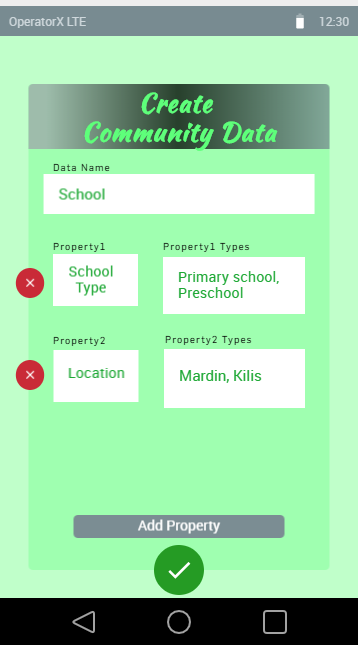 OperatorX LTE 12:30
Create
Community Data
Data Name
School
Property1 Property1 Types
School
Type
Primary school,
Preschool
Property2 Property2 Types
Location Mardin, Kilis
Add Property